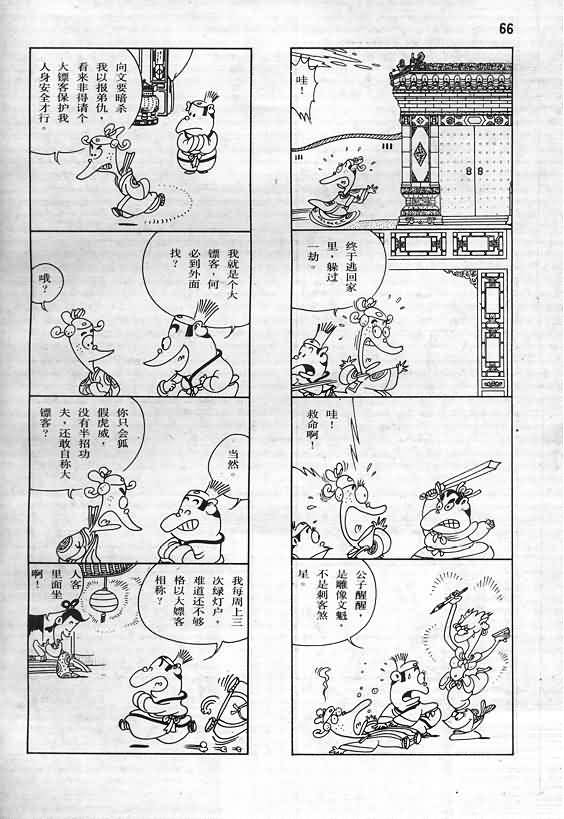 66
哇！
终于逃回家
里，躲过
一劫。
哇！
救命啊！
公子醒醒，
是雕像文魁，
不是刺客煞
星。
向文要暗杀
我以报弟仇，
看来非得请个
大镖客保护我
人身安全才行。
我就是个大
镖客，何
必到外面
找？
哦？
你只会狐
假虎威，
没有半招功
夫，还敢自称大
镖客？
当然。
我每周上三
次绿灯户，
难道还不够
格以大嫖客
相称？
人客
里面坐
啊！